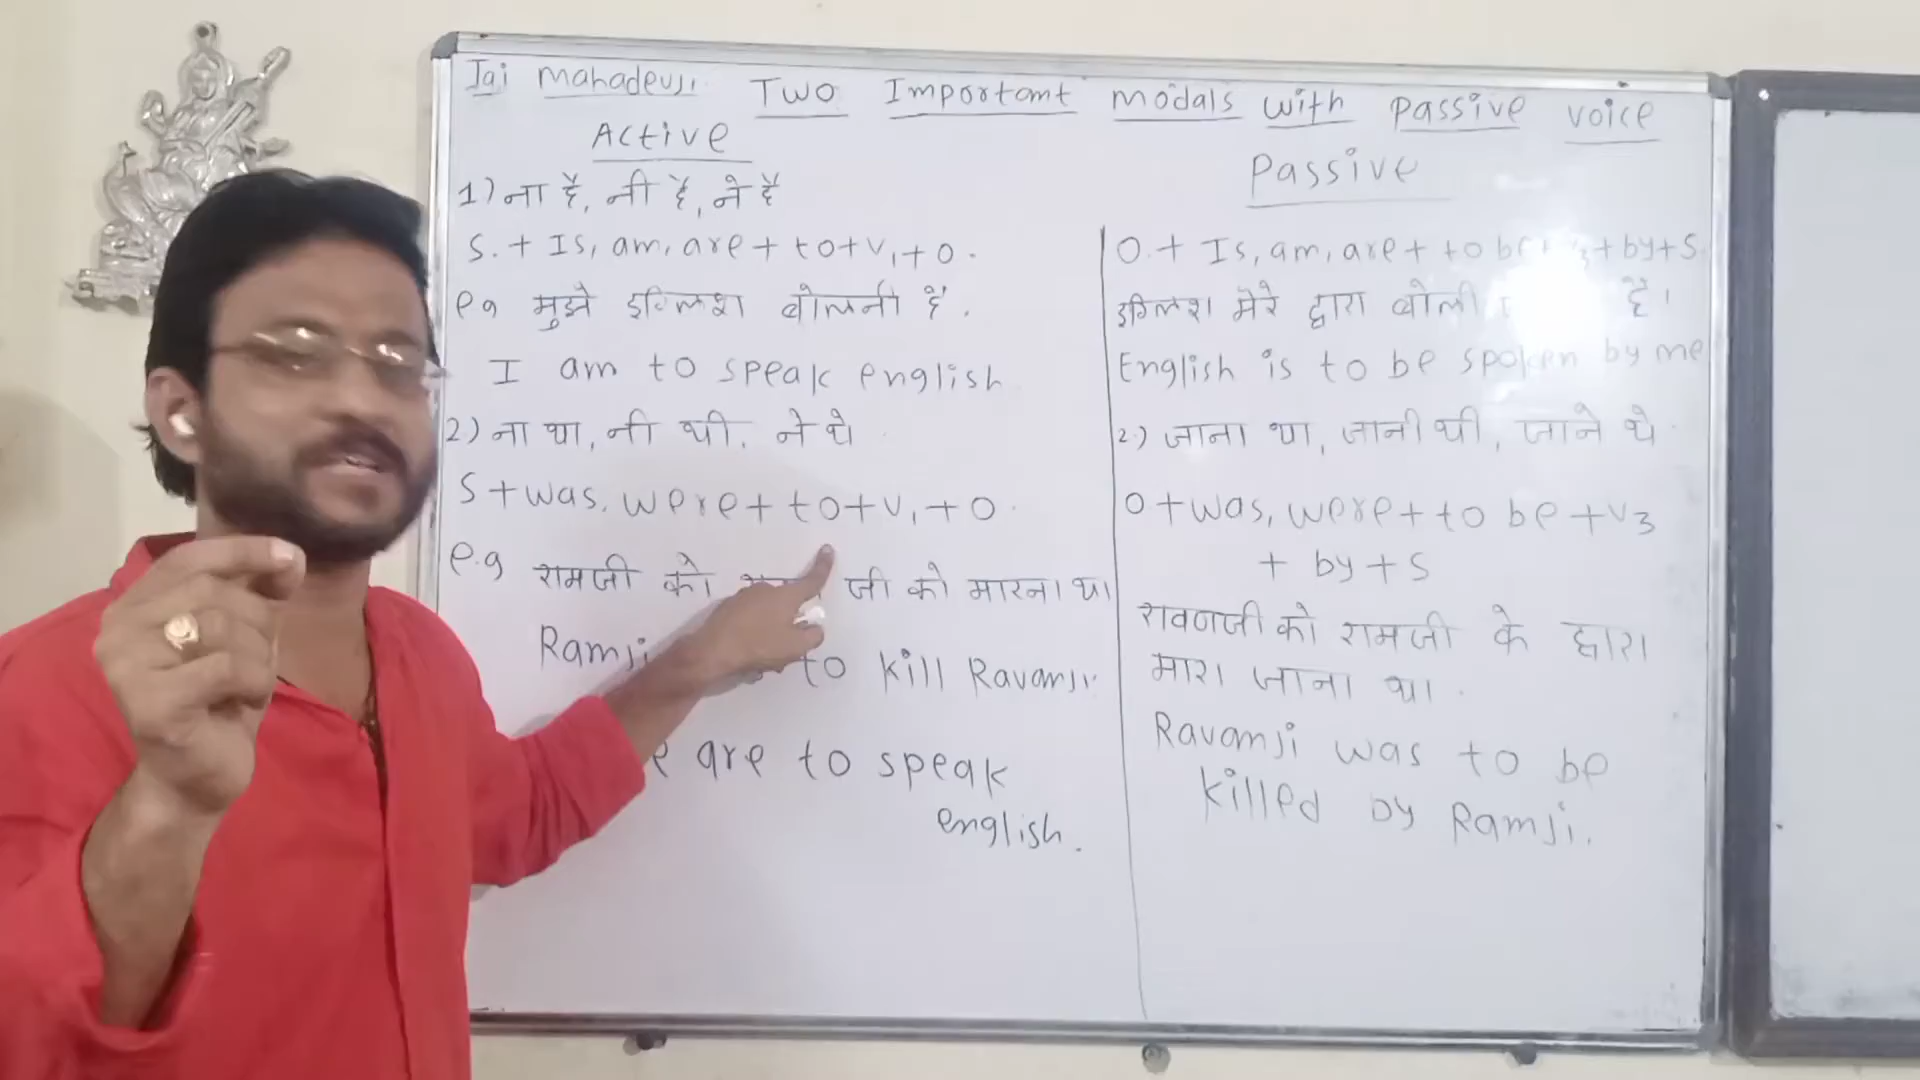 Jai Mahadevji Two Important Modals with Passive voice
Active
1) ना है, नी है, ने है
S. + Is, am, are + to + V1 + O.
eg मुझे इंग्लिश बोलनी है.
I am to speak english
2) ना था, नी थी, ने थे
S + was, were + to + V1 + O.
e.g रामजी को जी को मारना था।
Ramji to kill Ravanji.
are to speak
english.
Passive
O. + Is, am, are + to be + by + S.
इंग्लिश मेरे द्वारा बोली है।
English is to be spoken by me
2.) जाना था, जानी थी, जाने थे
O + was, were + to be + V3
+ by + S
रावणजी को रामजी के द्वारा
मारा जाना था.
Ravanji was to be
killed by Ramji.